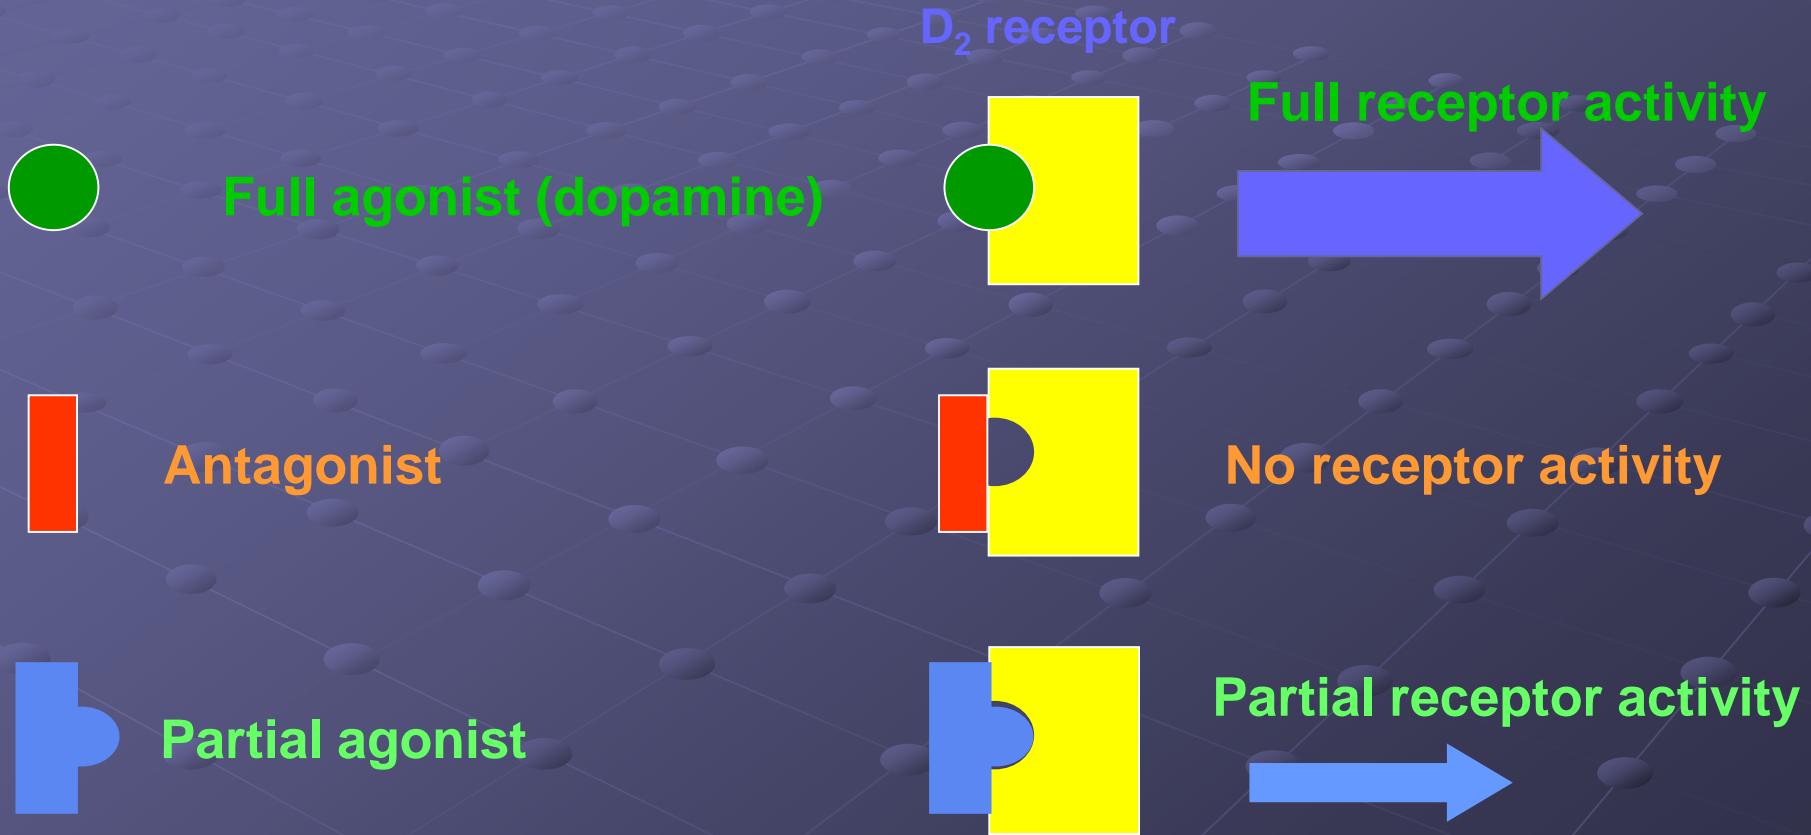 D₂ receptor
Full receptor activity
Full agonist (dopamine)
Antagonist
No receptor activity
Partial receptor activity
Partial agonist